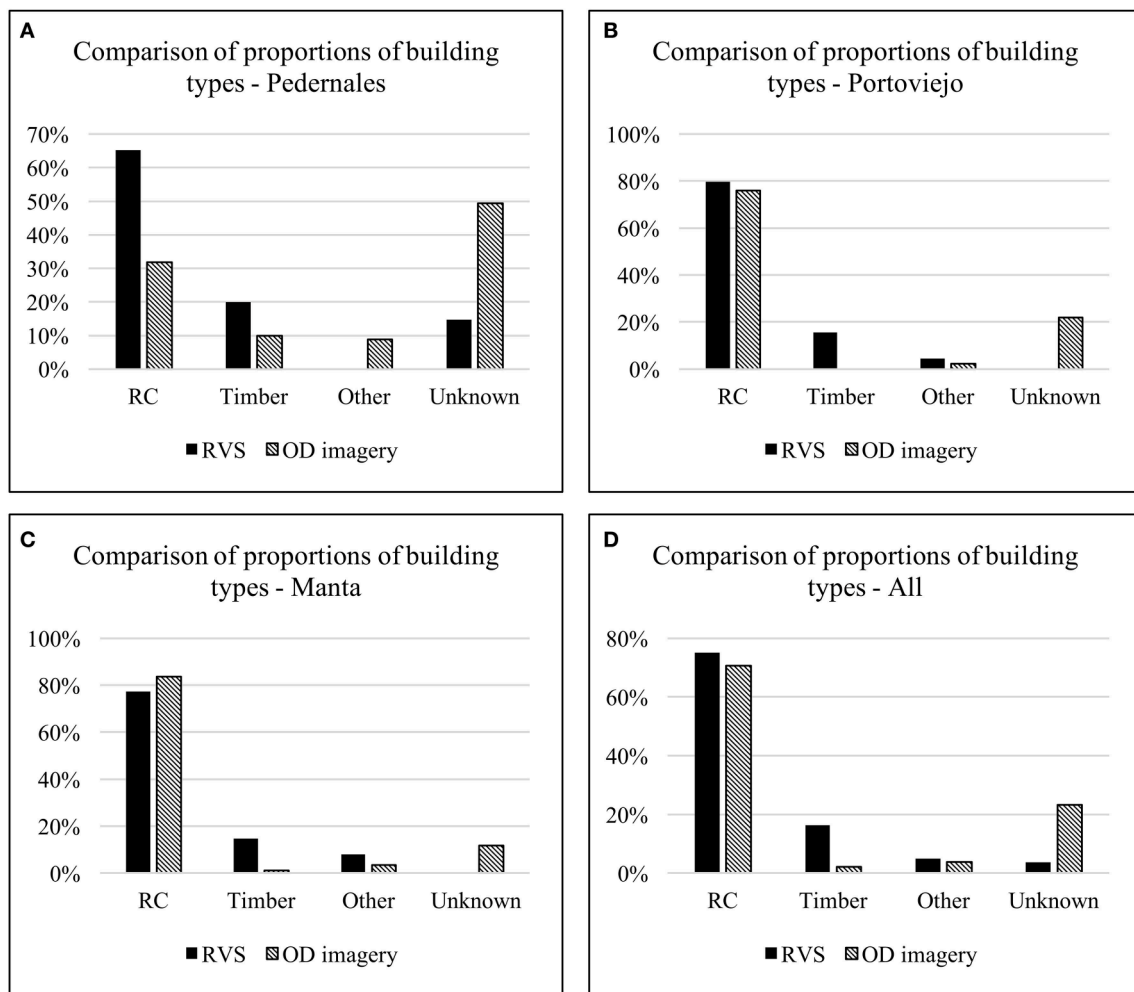 A
Comparison of proportions of building
types - Pedernales
70%
60%
50%
40%
30%
20%
10%
0%
RC Timber Other Unknown
RVS OD imagery
B
Comparison of proportions of building
types - Portoviejo
100%
80%
60%
40%
20%
0%
RC Timber Other Unknown
RVS OD imagery
C
Comparison of proportions of building
types - Manta
100%
80%
60%
40%
20%
0%
RC Timber Other Unknown
RVS OD imagery
D
Comparison of proportions of building
types - All
80%
60%
40%
20%
0%
RC Timber Other Unknown
RVS OD imagery